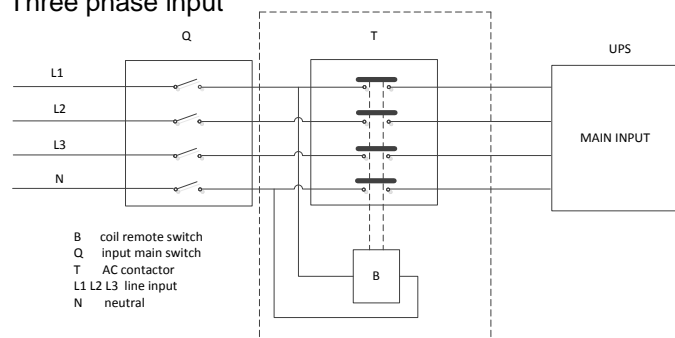 Three phase input
Q
T
UPS
L1
L2
L3
N
MAIN INPUT
B
B coil remote switch
Q input main switch
T AC contactor
L1 L2 L3 line input
N neutral